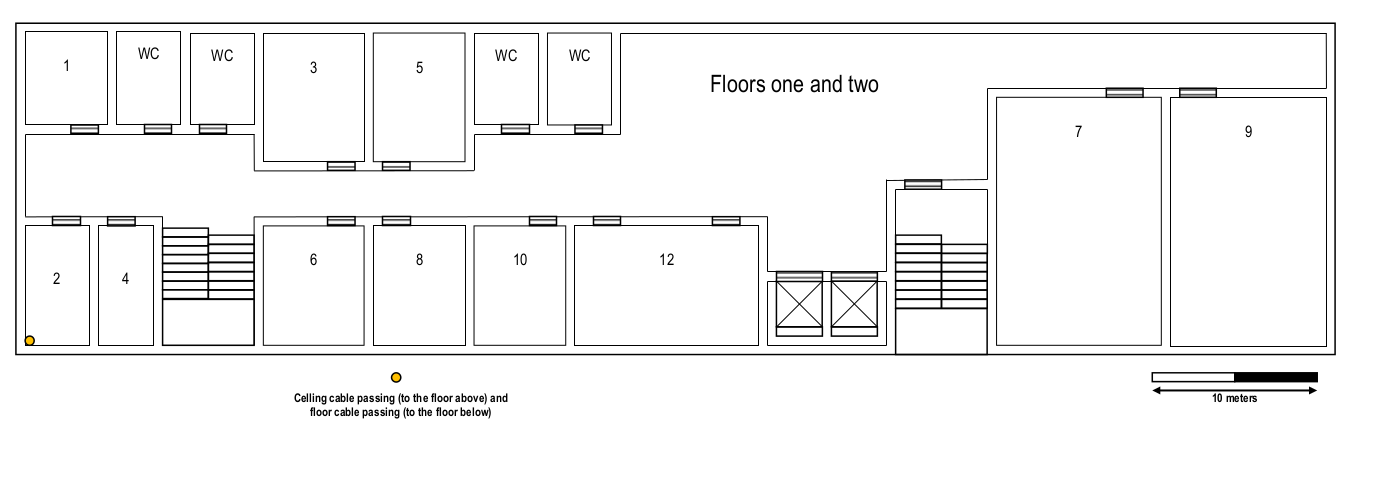 1
WC
WC
3
5
WC
WC
Floors one and two
7
9
2
4
6
8
10
12
Celling cable passing (to the floor above) and
floor cable passing (to the floor below)
10 meters